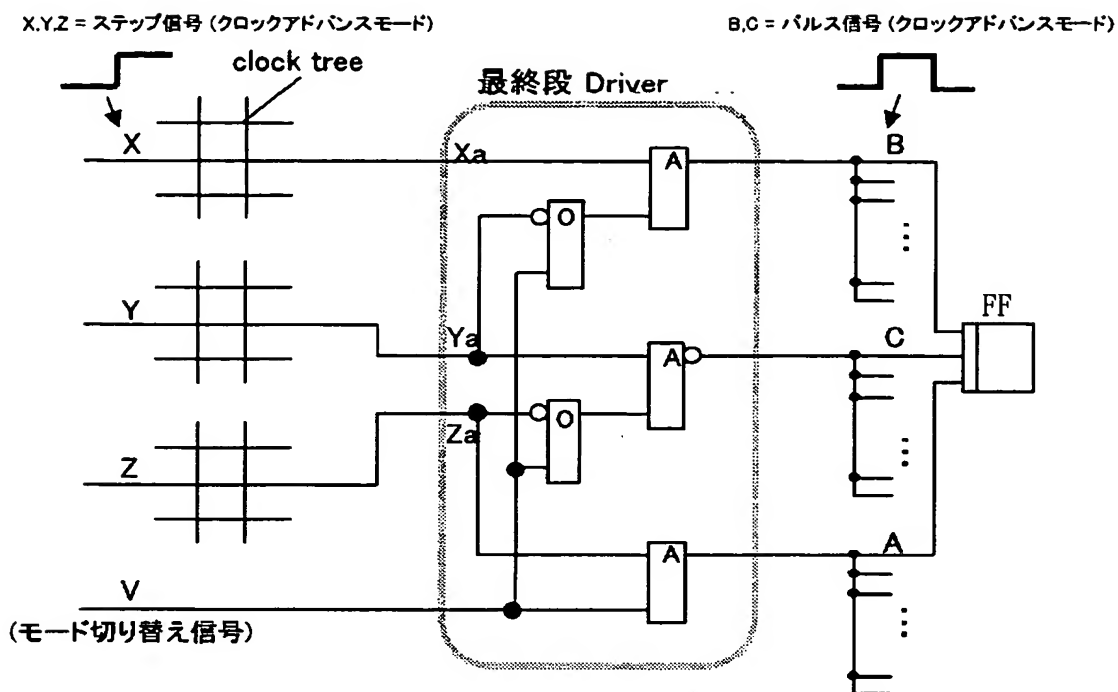 X,Y,Z = ステップ信号 (クロックアドバンスモード)
B,C = パルス信号 (クロックアドバンスモード)
clock tree
最終段 Driver
X
Xa
A
B
O
Y
Ya
A
C
FF
Z
Za
O
V
A
A
(モード切り替え信号)